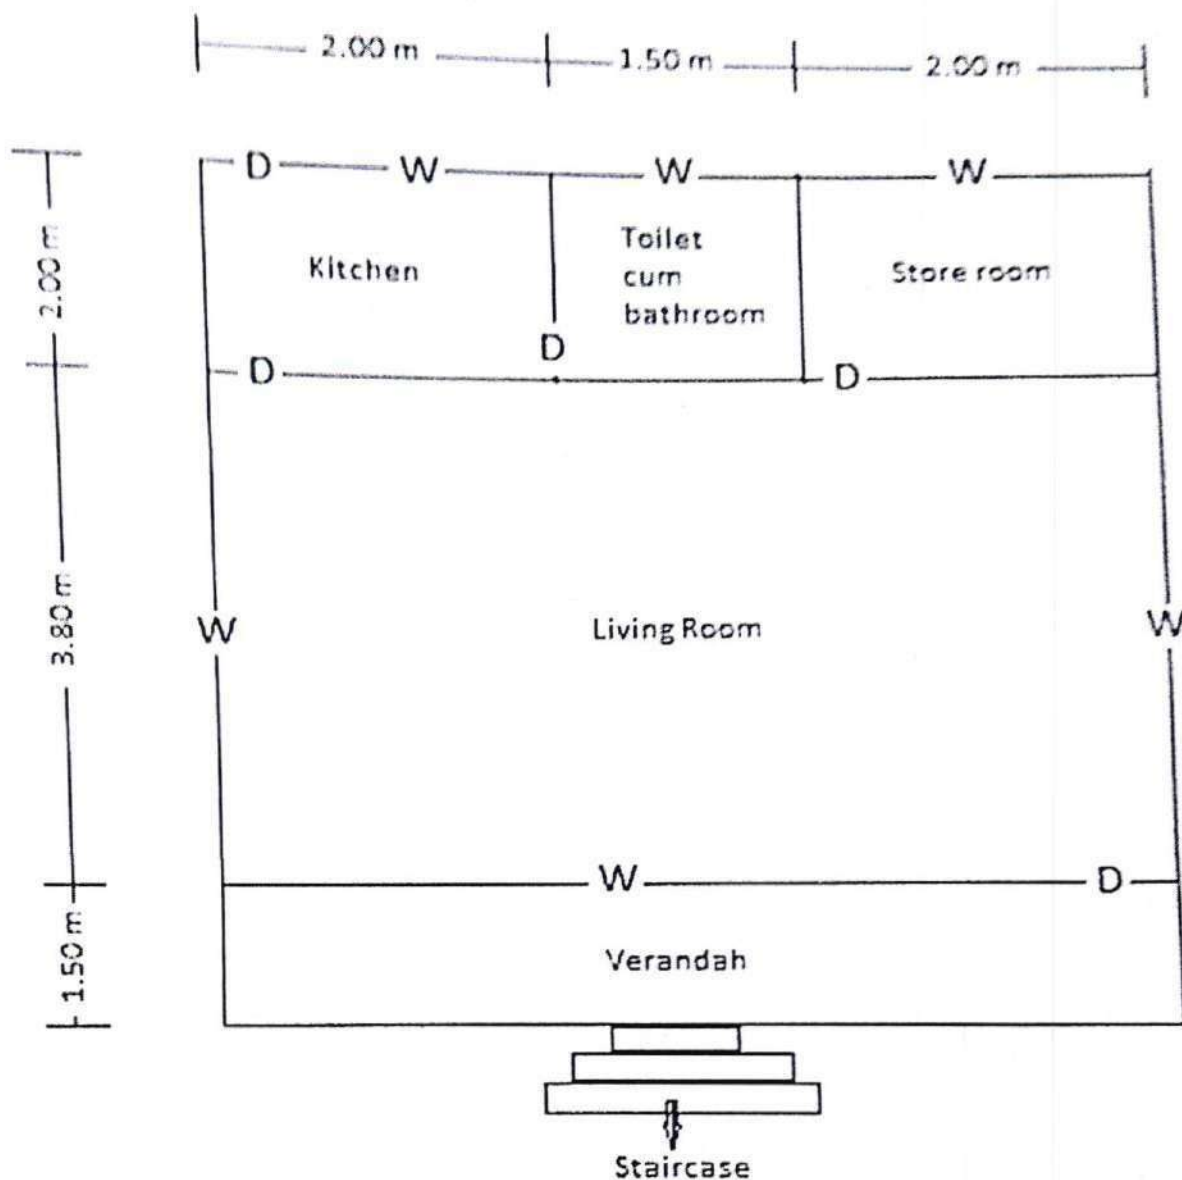 2.00 m 1.50 m 2.00 m
D W W W
2.00 m
Kitchen
Toilet
cum
bathroom
Store room
D
D D
3.80 m
W Living Room W
W D
1.50 m
Verandah
Staircase